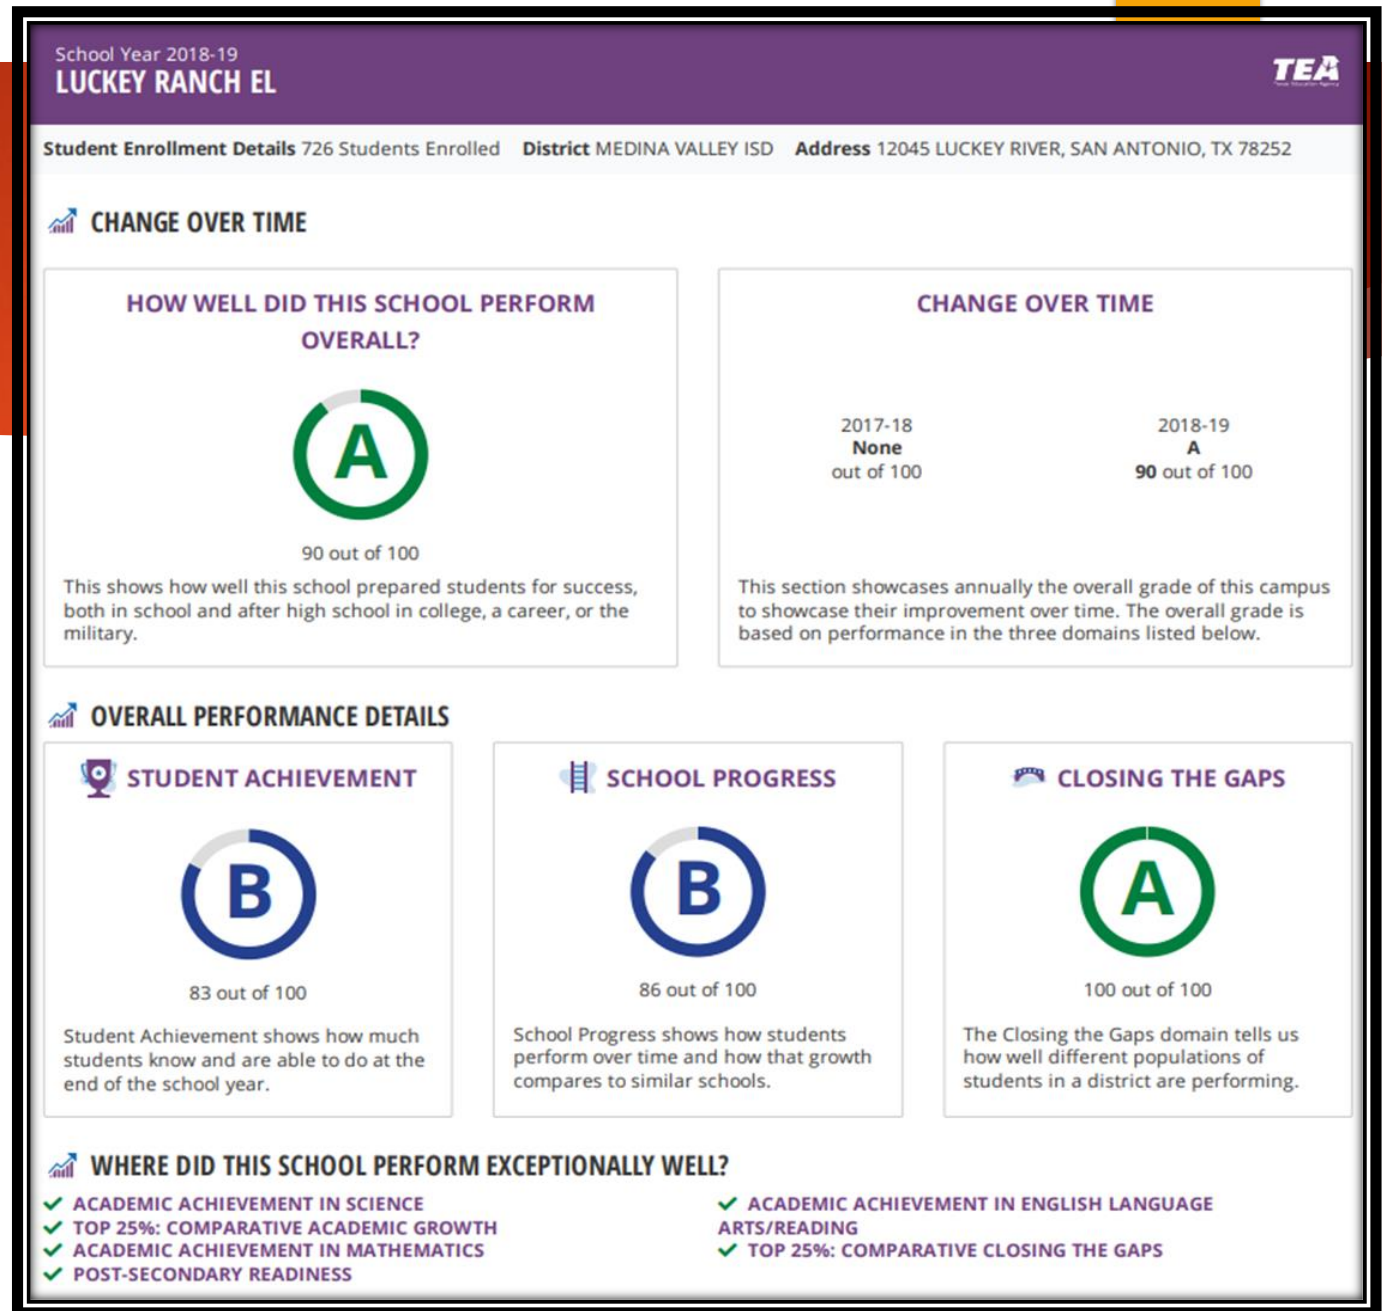 School Year 2018-19
LUCKEY RANCH EL
TEA
Student Enrollment Details 726 Students Enrolled District MEDINA VALLEY ISD Address 12045 LUCKEY RIVER, SAN ANTONIO, TX 78252
CHANGE OVER TIME
HOW WELL DID THIS SCHOOL PERFORM
OVERALL?
A
90 out of 100
This shows how well this school prepared students for success,
both in school and after high school in college, a career, or the
military.
CHANGE OVER TIME
2017-18
None
out of 100
2018-19
A
90 out of 100
This section showcases annually the overall grade of this campus
to showcase their improvement over time. The overall grade is
based on performance in the three domains listed below.
OVERALL PERFORMANCE DETAILS
STUDENT ACHIEVEMENT
B
83 out of 100
Student Achievement shows how much
students know and are able to do at the
end of the school year.
SCHOOL PROGRESS
B
86 out of 100
School Progress shows how students
perform over time and how that growth
compares to similar schools.
CLOSING THE GAPS
A
100 out of 100
The Closing the Gaps domain tells us
how well different populations of
students in a district are performing.
WHERE DID THIS SCHOOL PERFORM EXCEPTIONALLY WELL?
ACADEMIC ACHIEVEMENT IN SCIENCE
TOP 25%: COMPARATIVE ACADEMIC GROWTH
ACADEMIC ACHIEVEMENT IN MATHEMATICS
POST-SECONDARY READINESS
ACADEMIC ACHIEVEMENT IN ENGLISH LANGUAGE
ARTS/READING
TOP 25%: COMPARATIVE CLOSING THE GAPS